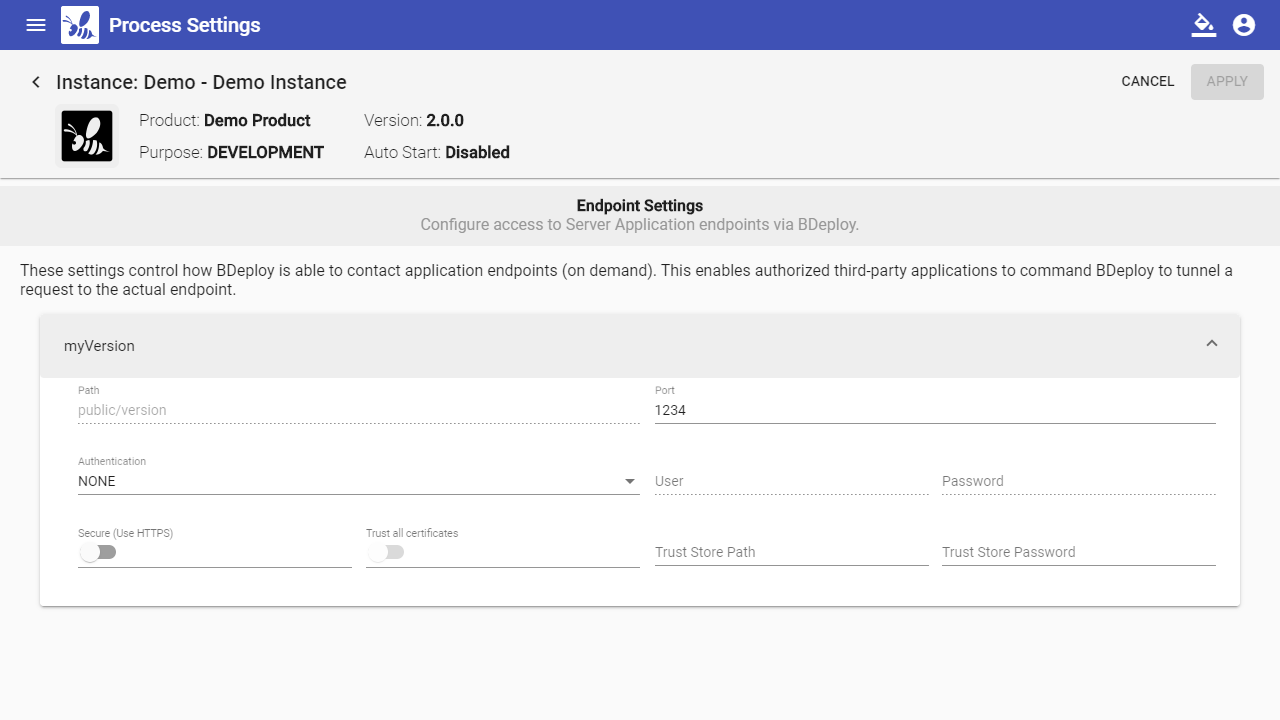 Process Settings
Instance: Demo - Demo Instance
CANCEL
APPLY
Product: Demo Product
Version: 2.0.0
Purpose: DEVELOPMENT
Auto Start: Disabled
Endpoint Settings
Configure access to Server Application endpoints via BDeploy.
These settings control how BDeploy is able to contact application endpoints (on demand). This enables authorized third-party applications to command BDeploy to tunnel a
request to the actual endpoint.
myVersion
Path
Port
public/version
1234
Authentication
NONE
User
Password
Secure (Use HTTPS)
Trust all certificates
Trust Store Path
Trust Store Password